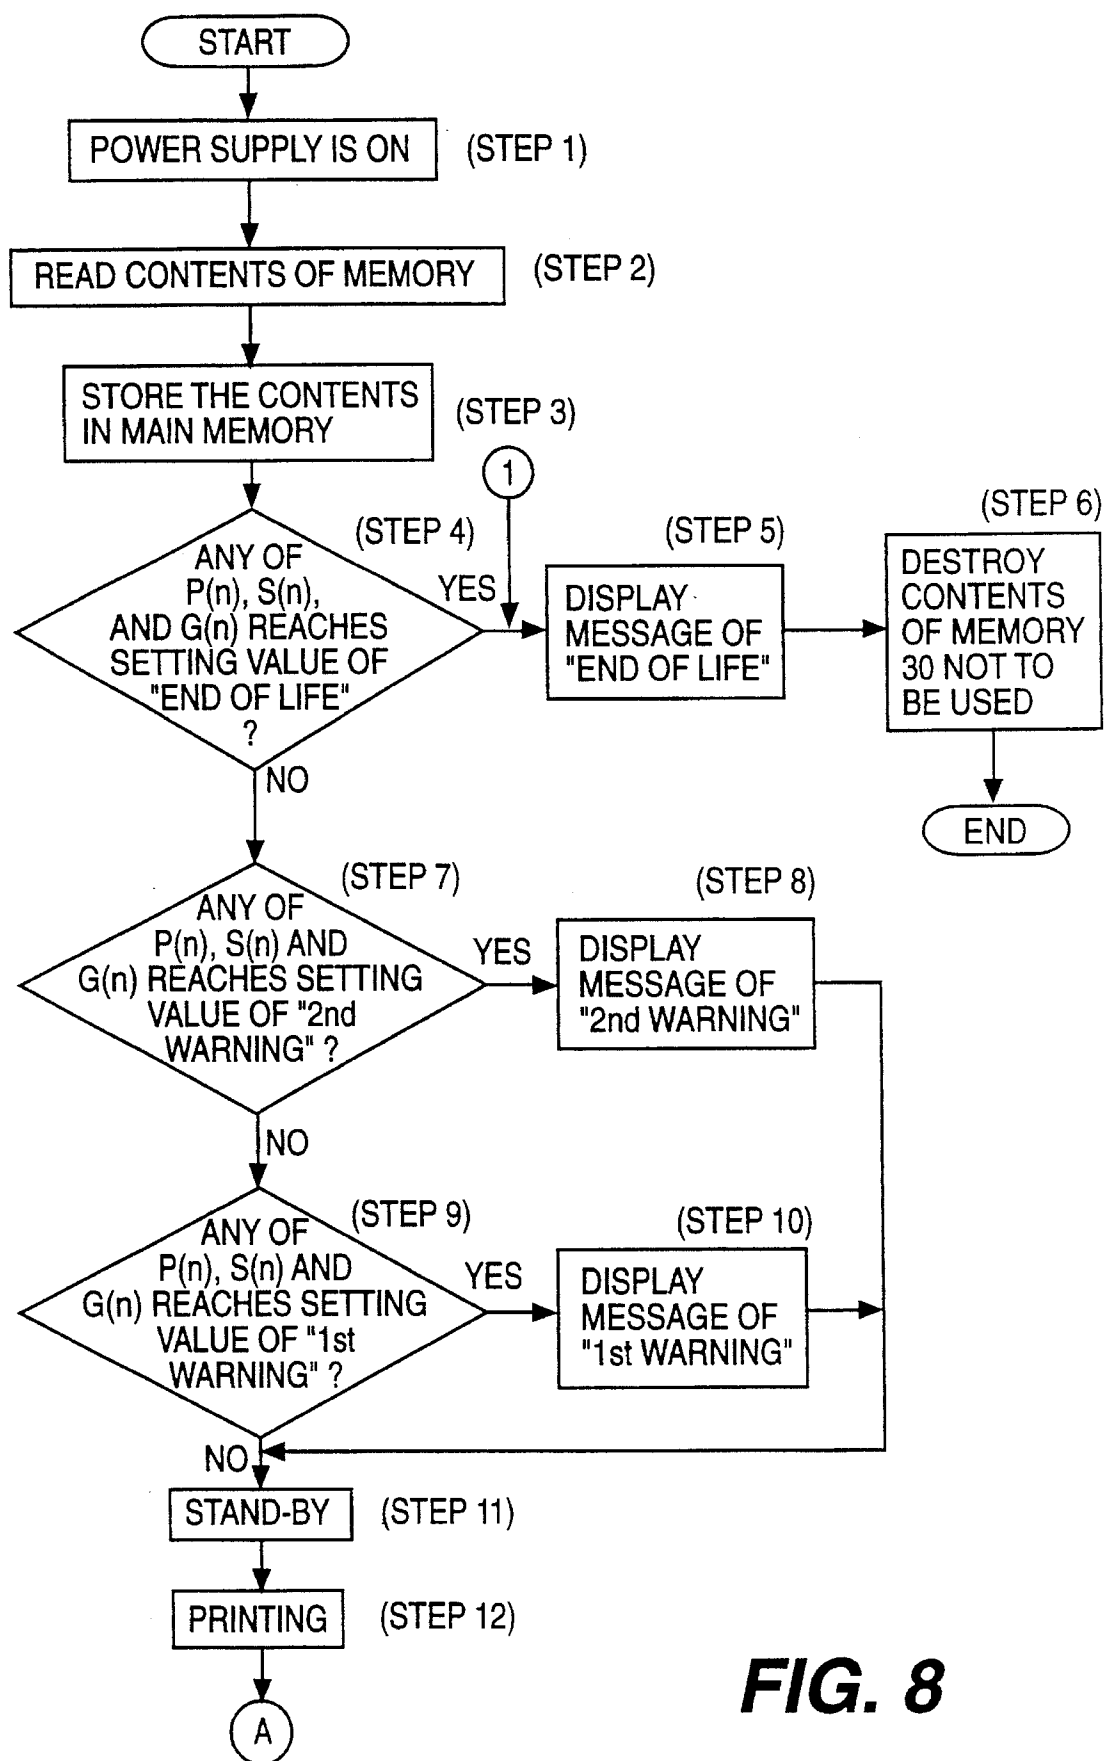 START
POWER SUPPLY IS ON
(STEP 1)
READ CONTENTS OF MEMORY
(STEP 2)
STORE THE CONTENTS
IN MAIN MEMORY
(STEP 3)
1
(STEP 4)
ANY OF
P(n), S(n),
AND G(n) REACHES
SETTING VALUE OF
"END OF LIFE"
?
YES
(STEP 5)
DISPLAY
MESSAGE OF
"END OF LIFE"
(STEP 6)
DESTROY
CONTENTS
OF MEMORY
30 NOT TO
BE USED
END
NO
(STEP 7)
ANY OF
P(n), S(n) AND
G(n) REACHES SETTING
VALUE OF "2nd
WARNING" ?
YES
(STEP 8)
DISPLAY
MESSAGE OF
"2nd WARNING"
NO
(STEP 9)
ANY OF
P(n), S(n) AND
G(n) REACHES SETTING
VALUE OF "1st
WARNING" ?
YES
(STEP 10)
DISPLAY
MESSAGE OF
"1st WARNING"
NO
STAND-BY
(STEP 11)
PRINTING
(STEP 12)
A
FIG. 8